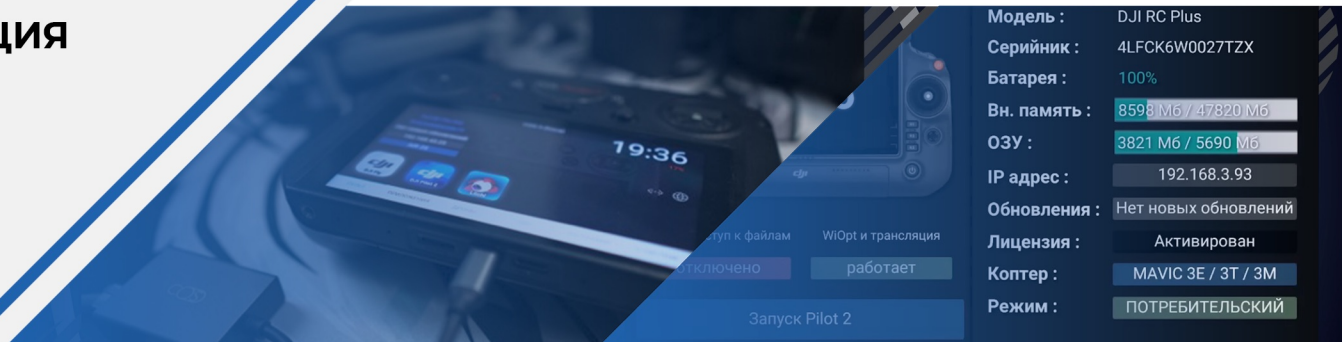 ция
19:36
Модель : DJI RC Plus
Серийник : 4LFCK6W0027TZX
Батарея : 100%
Вн. память : 8598 Мб / 47820 Мб
ОЗУ : 3821 Мб / 5690 Мб
IP адрес : 192.168.3.93
Обновления : Нет новых обновлений
Лицензия : Активирован
Коптер : MAVIC 3E / 3T / 3M
Режим : ПОТРЕБИТЕЛЬСКИЙ
туп к файлам WiOpt и трансляция
отключено работает
Запуск Pilot 2